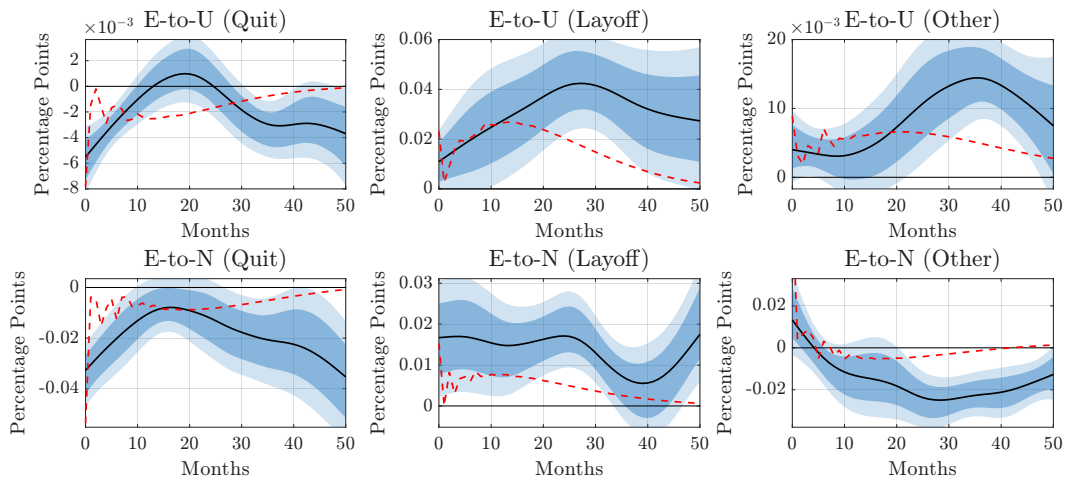 E-to-U (Quit)
×10⁻³
Percentage Points
2
0
-2
-4
-6
-8
0 10 20 30 40 50
Months
E-to-U (Layoff)
Percentage Points
0.06
0.04
0.02
0
0 10 20 30 40 50
Months
E-to-U (Other)
×10⁻³
Percentage Points
20
10
0
0 10 20 30 40 50
Months
E-to-N (Quit)
Percentage Points
0
-0.02
-0.04
0 10 20 30 40 50
Months
E-to-N (Layoff)
Percentage Points
0.03
0.02
0.01
0
0 10 20 30 40 50
Months
E-to-N (Other)
Percentage Points
0.02
0
-0.02
0 10 20 30 40 50
Months